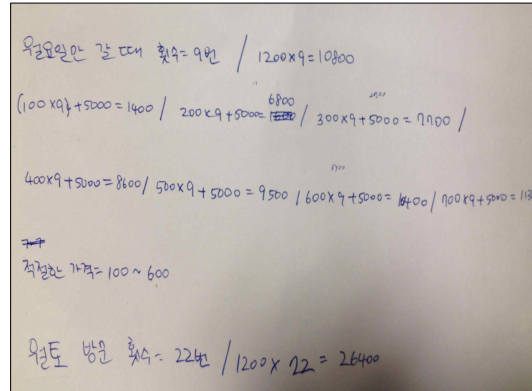 월요일만 갈 때 횟수=9번 / 1200×9=10800
(100×9)+5000=1400 / 200×9+5000=6800 / 300×9+5000=7700 /
400×9+5000=8600 / 500×9+5000=9500 / 600×9+5000=10400 / 700×9+5000=113
적절한 가격=100~600
월토 방문 횟수=22번 / 1200×22=26400